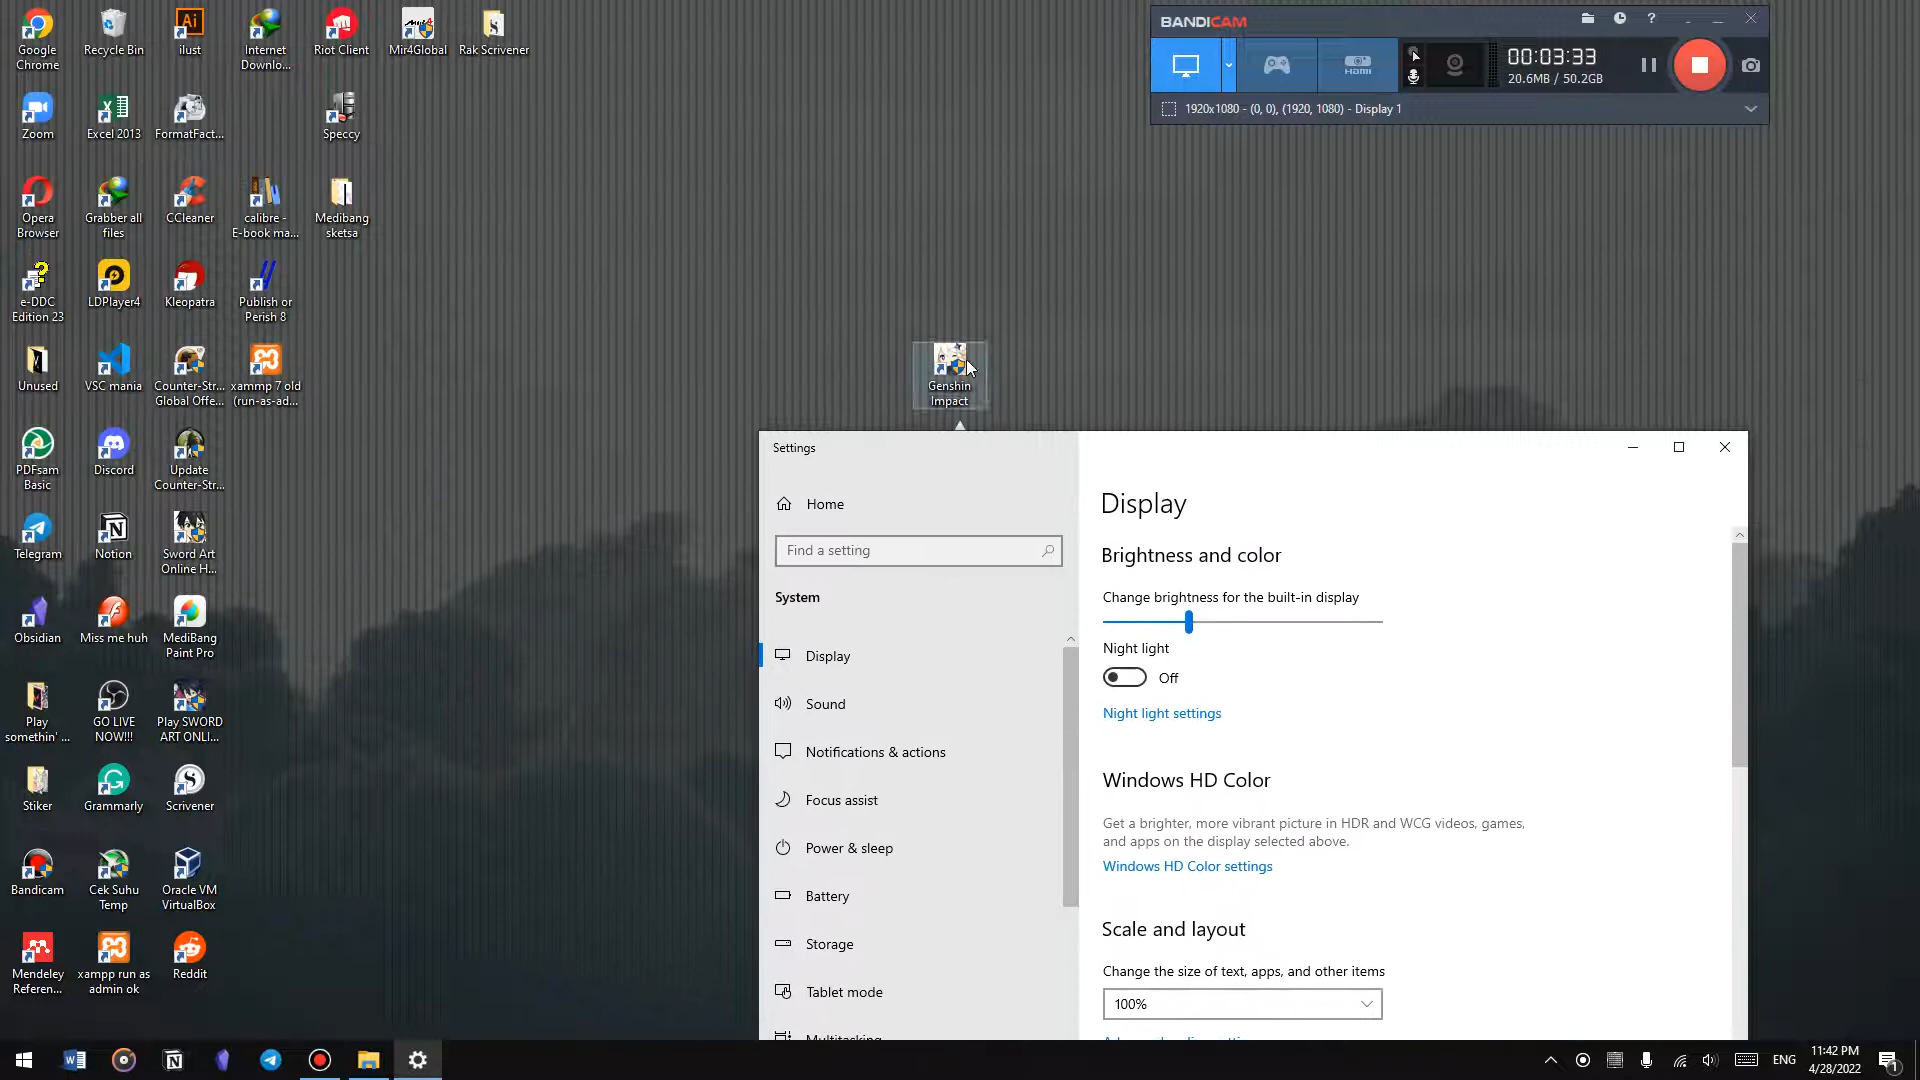 Google
Chrome
Recycle Bin
ilust
Internet
Downlo...
Riot Client
Mir4Global
Rak Scrivener
Zoom
Excel 2013
FormatFact...
Speccy
Opera
Browser
Grabber all
files
CCleaner
calibre -
E-book ma...
Medibang
sketsa
e-DDC
Edition 23
LDPlayer4
Kleopatra
Publish or
Perish 8
Unused
VSC mania
Counter-Str...
Global Offe...
xammp 7 old
(run-as-ad...
PDFsam
Basic
Discord
Update
Counter-Str...
Telegram
Notion
Sword Art
Online H...
Obsidian
Miss me huh
MediBang
Paint Pro
Play
somethin' ...
GO LIVE
NOW!!!
Play SWORD
ART ONLI...
Stiker
Grammarly
Scrivener
Bandicam
Cek Suhu
Temp
Oracle VM
VirtualBox
Mendeley
Referen...
xampp run as
admin ok
Reddit
Genshin
Impact
BANDICAM
HDMI
00:03:33
20.6MB / 50.2GB
1920x1080 - (0, 0), (1920, 1080) - Display 1
Settings
Home
Find a setting
System
Display
Sound
Notifications & actions
Focus assist
Power & sleep
Battery
Storage
Tablet mode
Multitasking
Display
Brightness and color
Change brightness for the built-in display
Night light
Off
Night light settings
Windows HD Color
Get a brighter, more vibrant picture in HDR and WCG videos, games,
and apps on the display selected above.
Windows HD Color settings
Scale and layout
Change the size of text, apps, and other items
100%
ENG
11:42 PM
4/28/2022
1